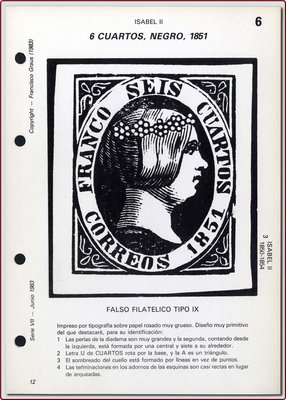 ISABEL II
6
6 CUARTOS, NEGRO, 1851
Copyright — Francisco Graus (1983)
FRANCO SEIS CUARTOS
CORREOS 1851
3 ISABEL II
1850-1854
FALSO FILATELICO TIPO IX
Impreso por tipografía sobre papel rosado muy grueso. Diseño muy primitivo
del que destacaré, para su identificación:
1 Las perlas de la diadema son muy grandes y la segunda, contando desde
la izquierda, está formada por una central y siete a su alrededor.
2 Letra U de CUARTOS rota por la base, y la A es un triángulo.
3 El sombreado del cuello está formado por líneas en vez de puntos.
4 Las terminaciones en los adornos de las esquinas son casi rectas en lugar
de arqueadas.
Serie VII — Junio 1983
12